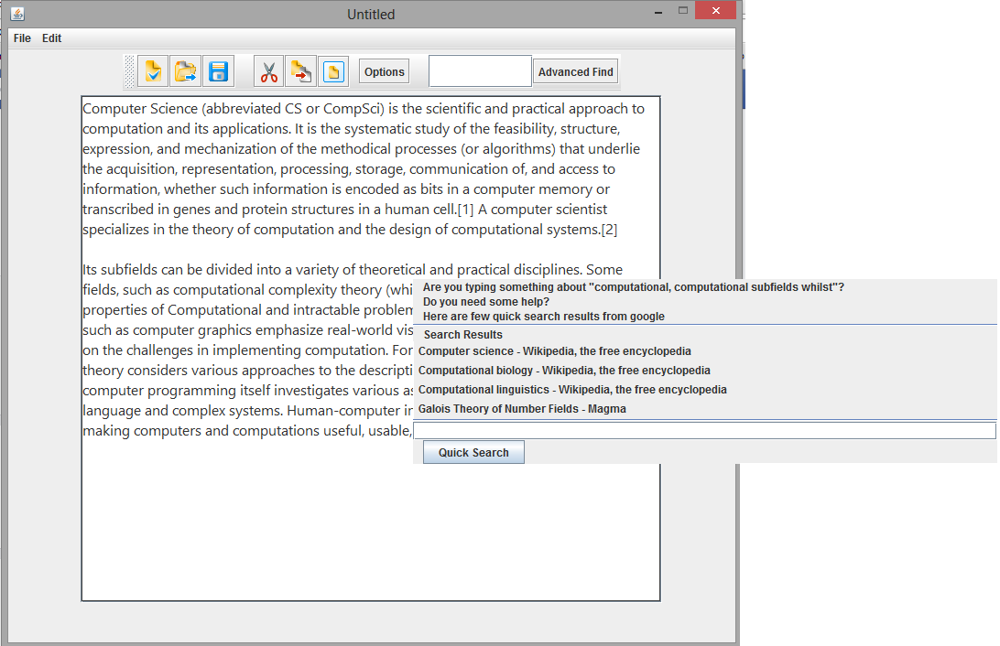 Untitled
File Edit
Options Advanced Find
Computer Science (abbreviated CS or CompSci) is the scientific and practical approach to
computation and its applications. It is the systematic study of the feasibility, structure,
expression, and mechanization of the methodical processes (or algorithms) that underlie
the acquisition, representation, processing, storage, communication of, and access to
information, whether such information is encoded as bits in a computer memory or
transcribed in genes and protein structures in a human cell.[1] A computer scientist
specializes in the theory of computation and the design of computational systems.[2]
Its subfields can be divided into a variety of theoretical and practical disciplines. Some
fields, such as computational complexity theory (whi
properties of Computational and intractable problem
such as computer graphics emphasize real-world vis
on the challenges in implementing computation. For
theory considers various approaches to the descripti
computer programming itself investigates various as
language and complex systems. Human-computer in
making computers and computations useful, usable,
Are you typing something about "computational, computational subfields whilst"?
Do you need some help?
Here are few quick search results from google
Search Results
Computer science - Wikipedia, the free encyclopedia
Computational biology - Wikipedia, the free encyclopedia
Computational linguistics - Wikipedia, the free encyclopedia
Galois Theory of Number Fields - Magma
Quick Search